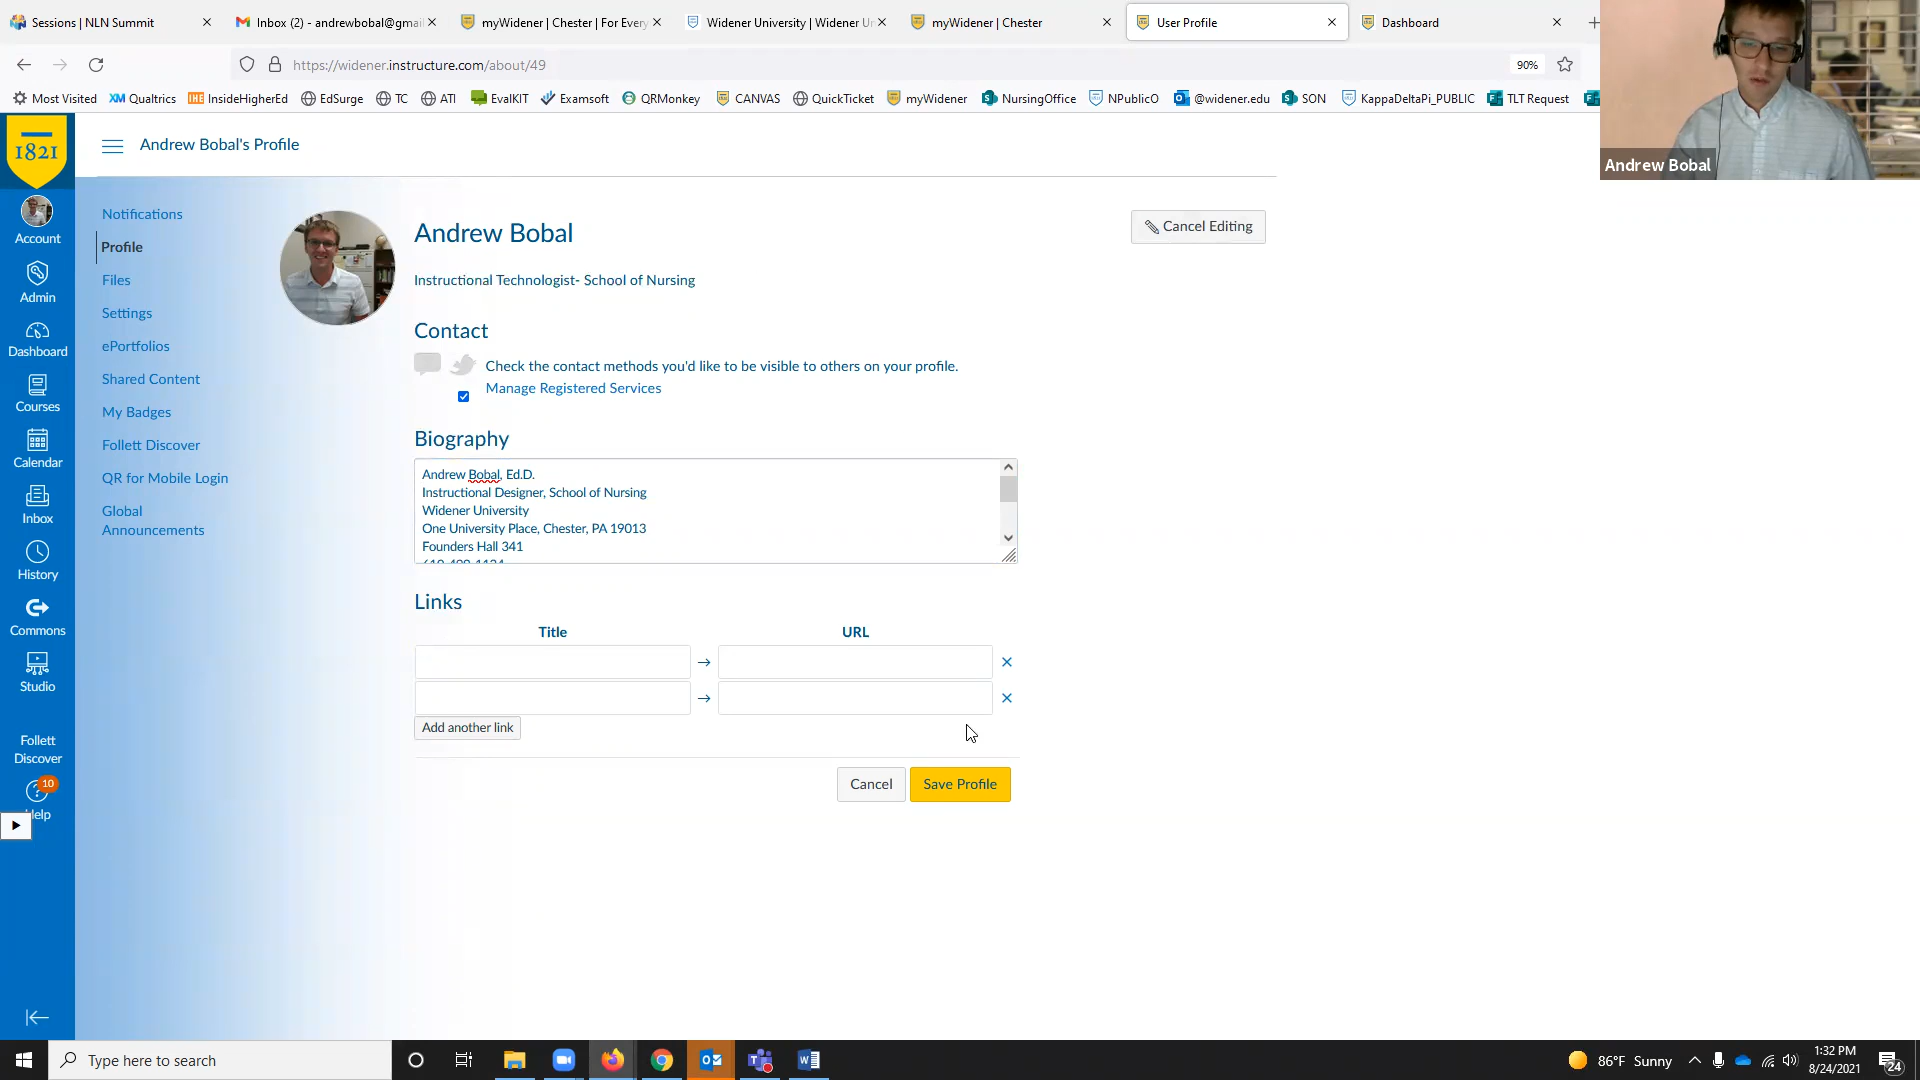 Sessions | NLN Summit
Inbox (2) - andrewbobal@gmai
myWidener | Chester | For Every
Widener University | Widener Un
myWidener | Chester
User Profile
Dashboard
https://widener.instructure.com/about/49
90%
Most Visited
Qualtrics
InsideHigherEd
EdSurge
TC
ATI
EvalKIT
Examsoft
QRMonkey
CANVAS
QuickTicket
myWidener
NursingOffice
NPublicO
@widener.edu
SON
KappaDeltaPi_PUBLIC
TLT Request
Andrew Bobal
1821
Andrew Bobal's Profile
Account
Admin
Dashboard
Courses
Calendar
Inbox
History
Commons
Studio
Follett
Discover
10
Help
Notifications
Profile
Files
Settings
ePortfolios
Shared Content
My Badges
Follett Discover
QR for Mobile Login
Global
Announcements
Andrew Bobal
Cancel Editing
Instructional Technologist- School of Nursing
Contact
Check the contact methods you'd like to be visible to others on your profile.
Manage Registered Services
Biography
Andrew Bobal, Ed.D.
Instructional Designer, School of Nursing
Widener University
One University Place, Chester, PA 19013
Founders Hall 341
Links
Title
URL
Add another link
Cancel
Save Profile
Type here to search
86°F Sunny
1:32 PM
8/24/2021
24